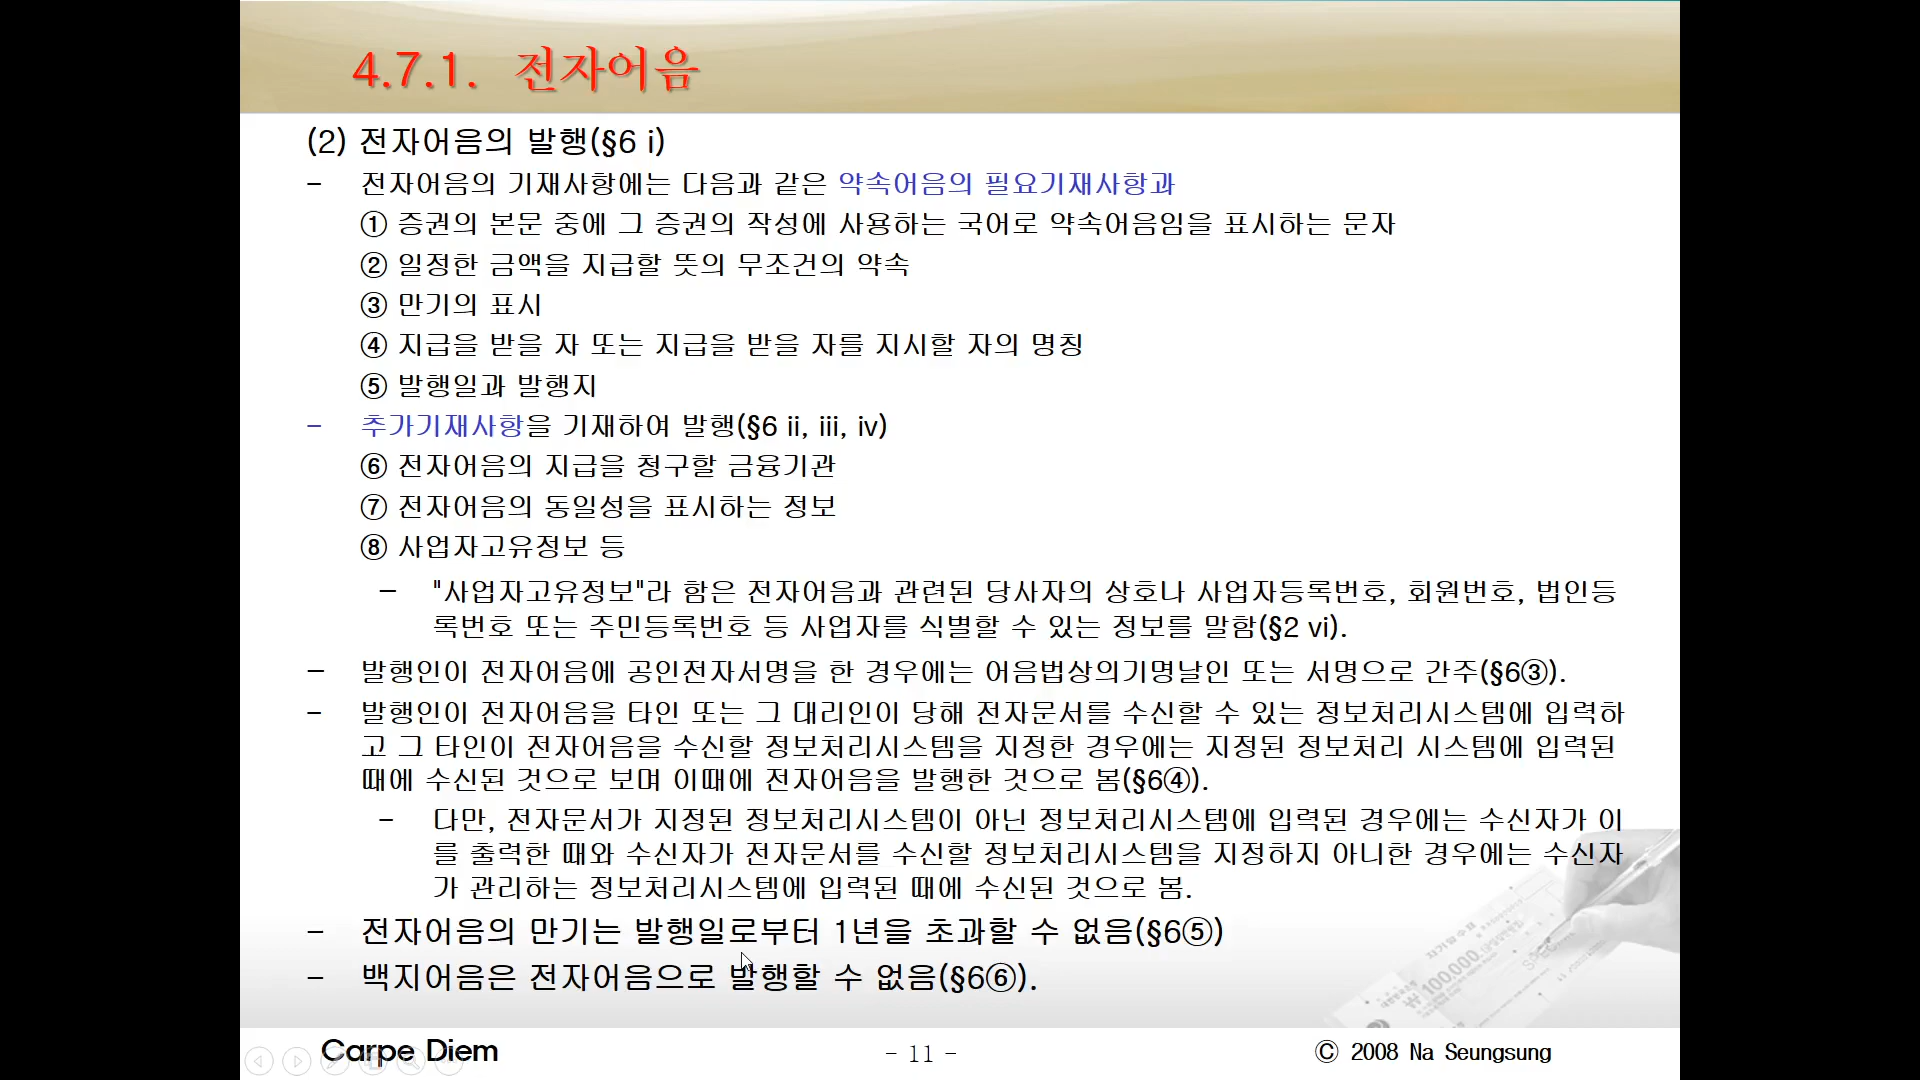 4.7.1. 전자어음
(2) 전자어음의 발행(§6 i)
- 전자어음의 기재사항에는 다음과 같은 약속어음의 필요기재사항과
① 증권의 본문 중에 그 증권의 작성에 사용하는 국어로 약속어음임을 표시하는 문자
② 일정한 금액을 지급할 뜻의 무조건의 약속
③ 만기의 표시
④ 지급을 받을 자 또는 지급을 받을 자를 지시할 자의 명칭
⑤ 발행일과 발행지
- 추가기재사항을 기재하여 발행(§6 ii, iii, iv)
⑥ 전자어음의 지급을 청구할 금융기관
⑦ 전자어음의 동일성을 표시하는 정보
⑧ 사업자고유정보 등
- "사업자고유정보"라 함은 전자어음과 관련된 당사자의 상호나 사업자등록번호, 회원번호, 법인등
록번호 또는 주민등록번호 등 사업자를 식별할 수 있는 정보를 말함(§2 vi).
- 발행인이 전자어음에 공인전자서명을 한 경우에는 어음법상의기명날인 또는 서명으로 간주(§6③).
- 발행인이 전자어음을 타인 또는 그 대리인이 당해 전자문서를 수신할 수 있는 정보처리시스템에 입력하
고 그 타인이 전자어음을 수신할 정보처리시스템을 지정한 경우에는 지정된 정보처리 시스템에 입력된
때에 수신된 것으로 보며 이때에 전자어음을 발행한 것으로 봄(§6④).
- 다만, 전자문서가 지정된 정보처리시스템이 아닌 정보처리시스템에 입력된 경우에는 수신자가 이
를 출력한 때와 수신자가 전자문서를 수신할 정보처리시스템을 지정하지 아니한 경우에는 수신자
가 관리하는 정보처리시스템에 입력된 때에 수신된 것으로 봄.
- 전자어음의 만기는 발행일로부터 1년을 초과할 수 없음(§6⑤)
- 백지어음은 전자어음으로 발행할 수 없음(§6⑥).
₩100,000
Carpe Diem
- 11 -
© 2008 Na Seungsung